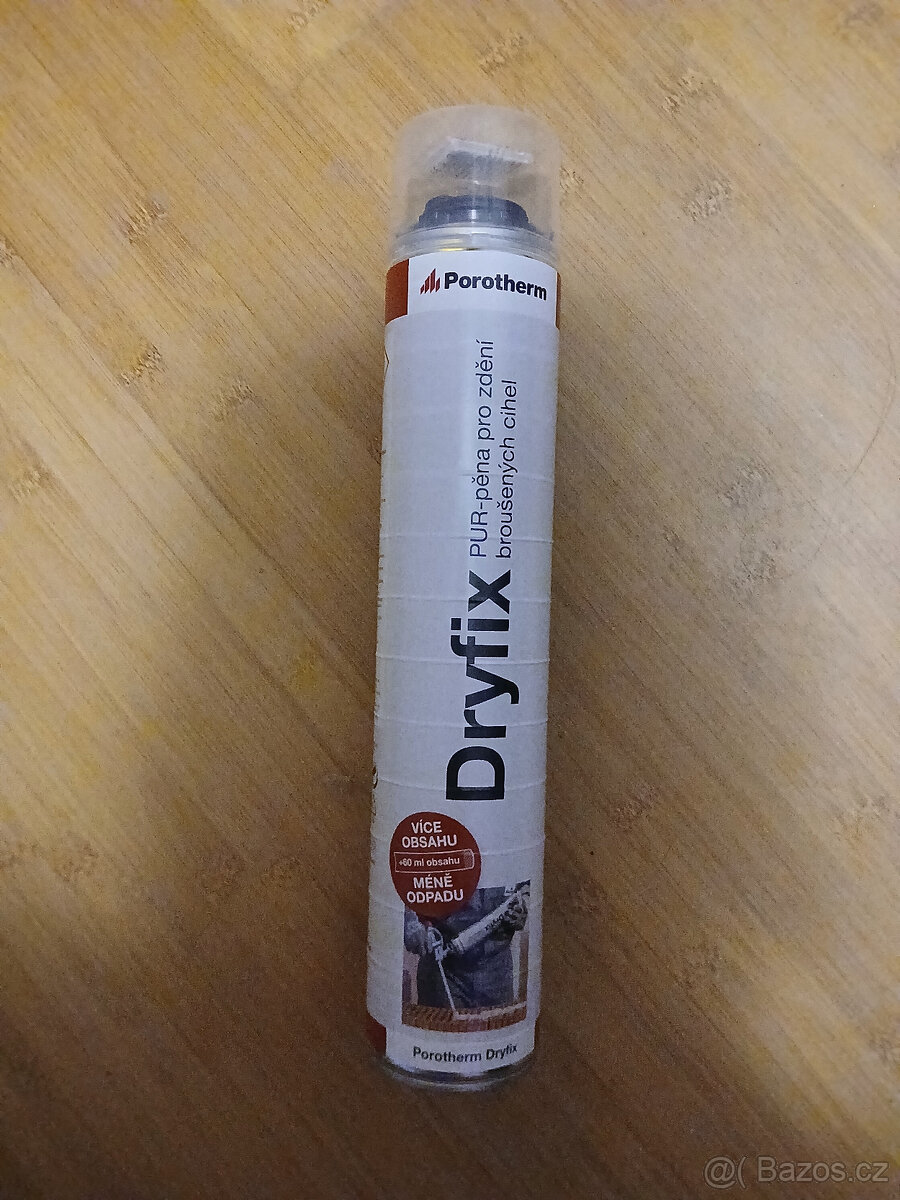 Porotherm
Dryfix
PUR-pěna pro zdění
broušených cihel
VÍCE
OBSAHU
+60 ml obsahu
MÉNĚ
ODPADU
Porotherm Dryfix
@( Bazos.cz